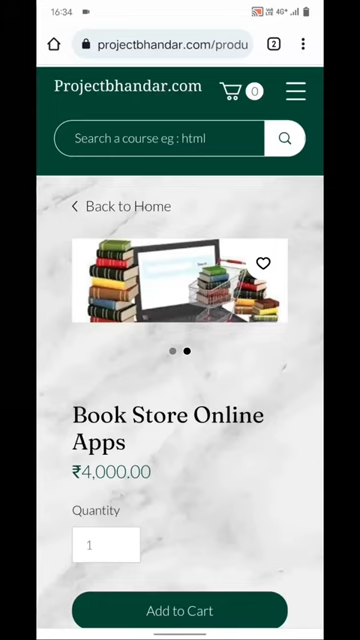 16:34
4G+
projectbhandar.com/produ
2
Projectbhandar.com
0
Search a course eg : html
Back to Home
Book Store Online
Apps
₹4,000.00
Quantity
1
Add to Cart